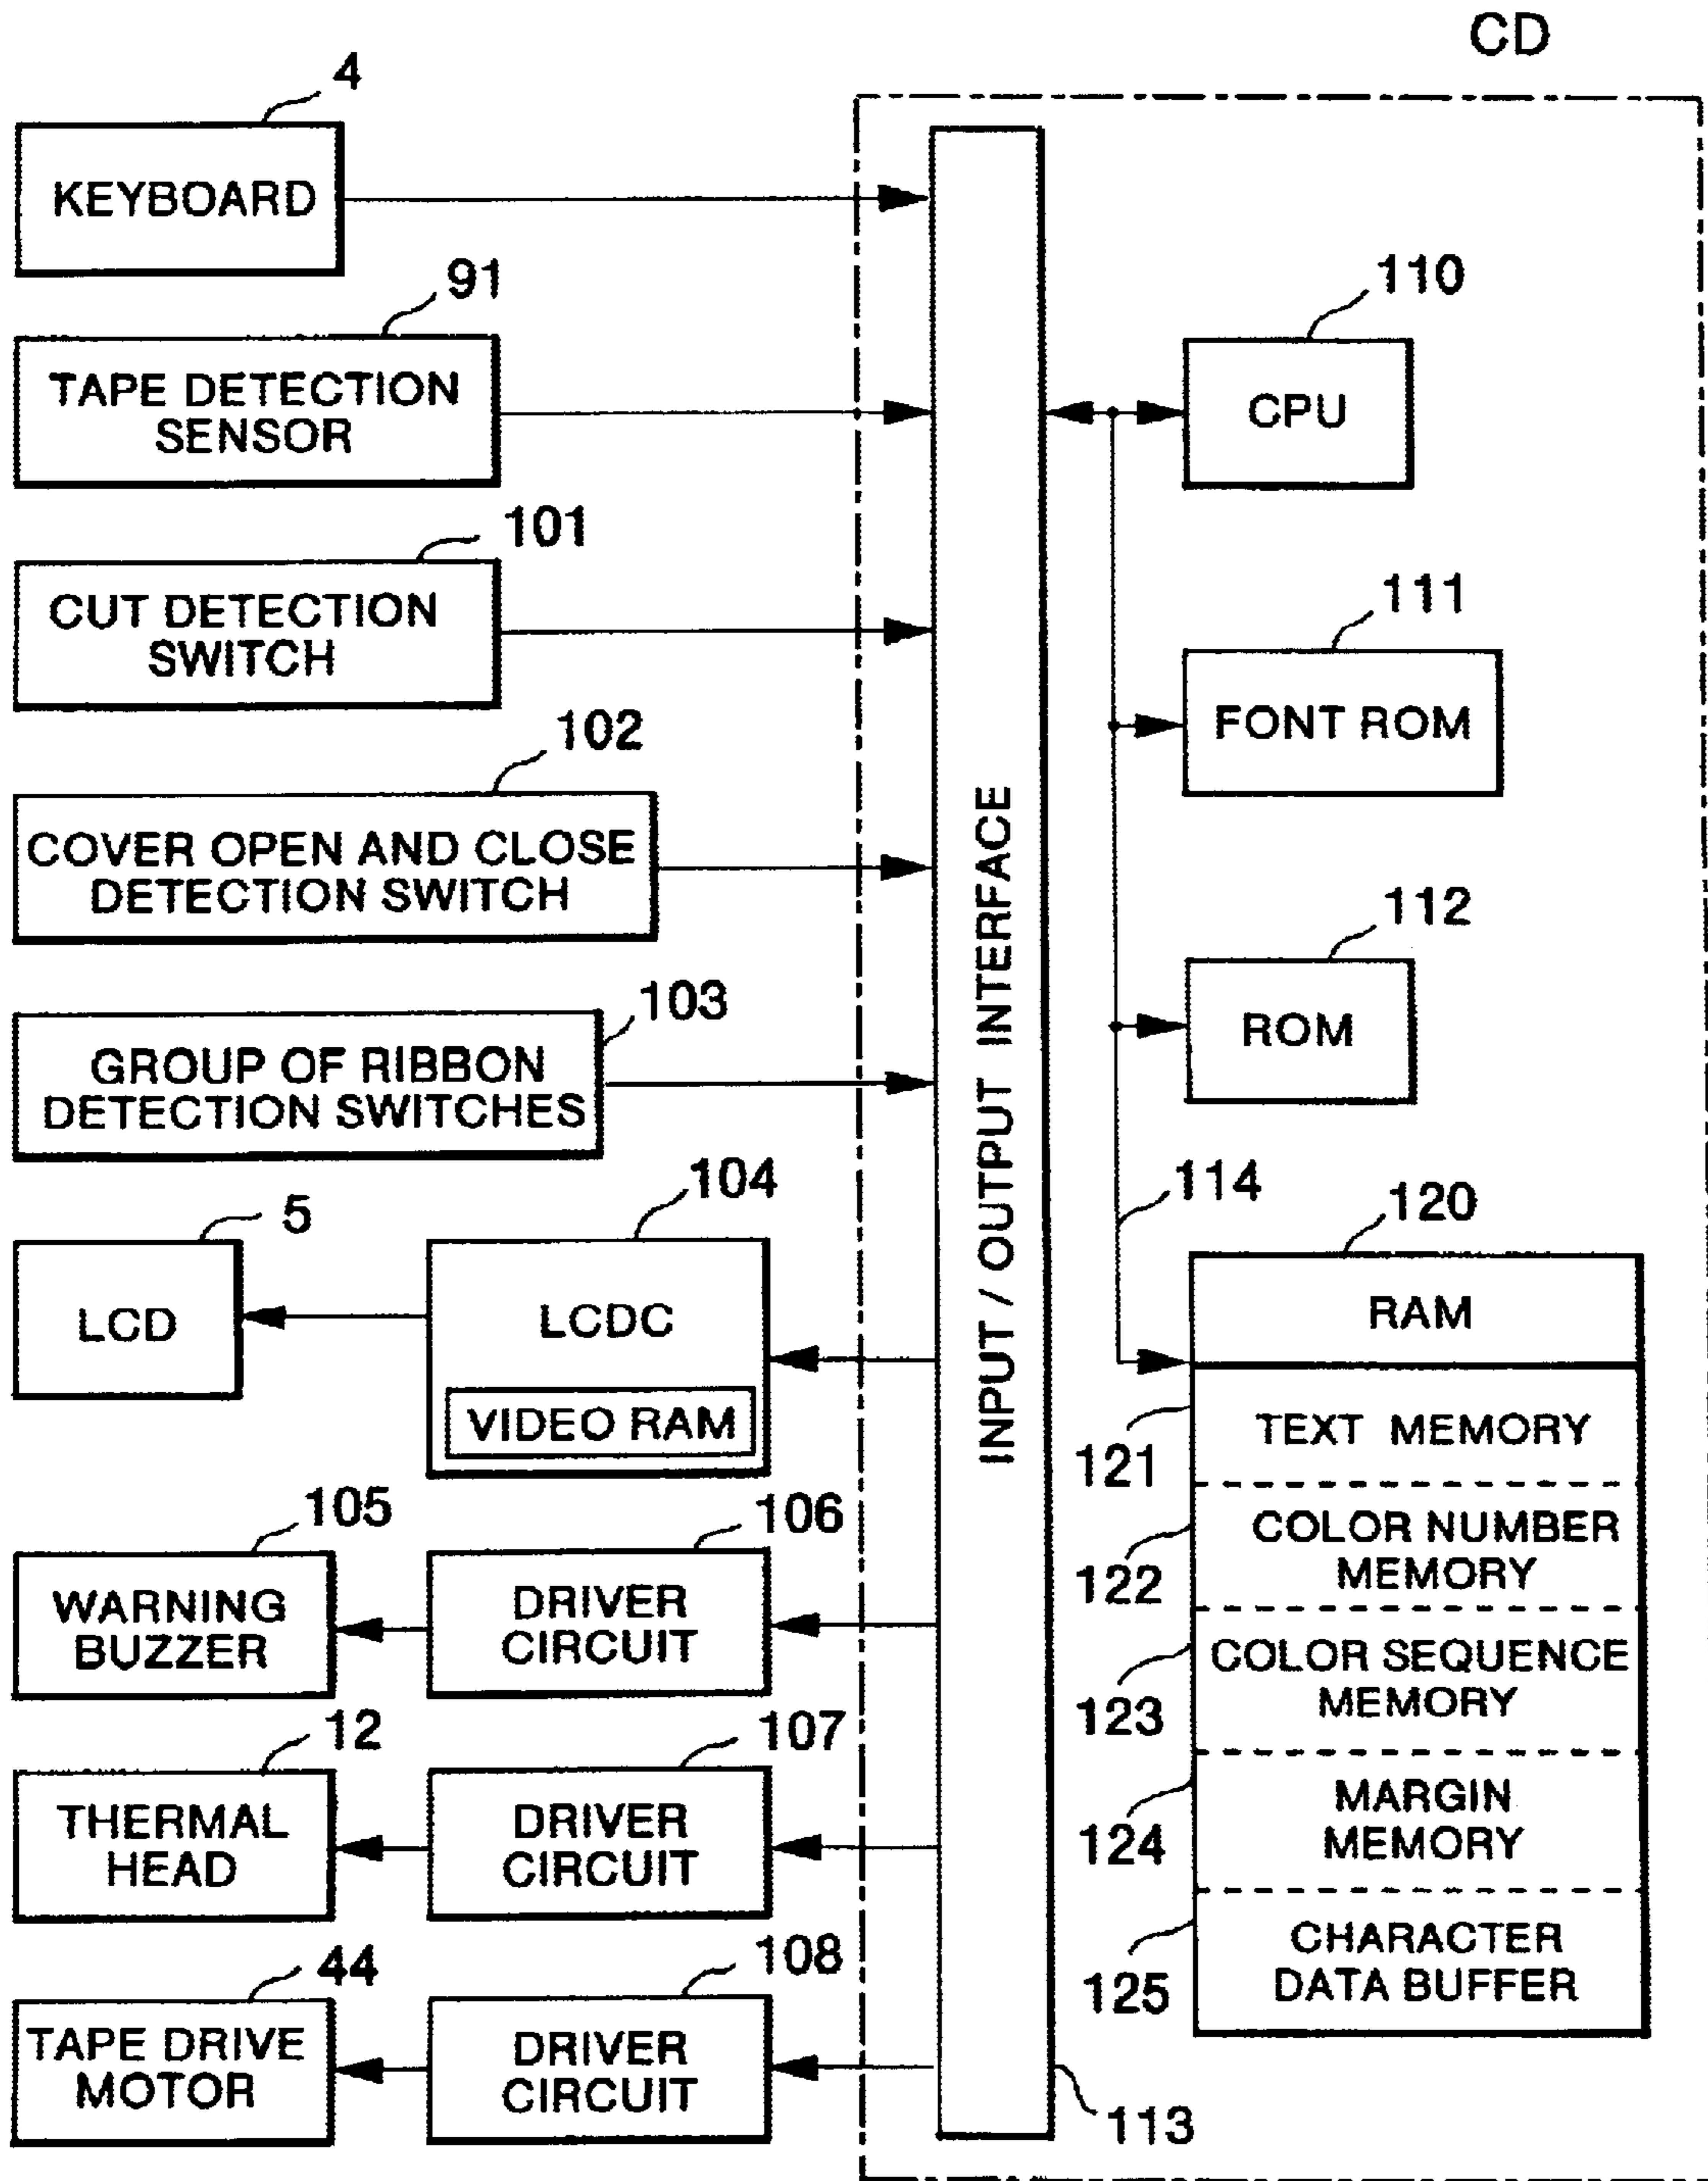 CD
4
KEYBOARD
91
TAPE DETECTION
SENSOR
101
CUT DETECTION
SWITCH
102
COVER OPEN AND CLOSE
DETECTION SWITCH
103
GROUP OF RIBBON
DETECTION SWITCHES
5
LCD
104
LCDC
VIDEO RAM
105
WARNING
BUZZER
106
DRIVER
CIRCUIT
12
THERMAL
HEAD
107
DRIVER
CIRCUIT
44
TAPE DRIVE
MOTOR
108
DRIVER
CIRCUIT
INPUT / OUTPUT INTERFACE
113
110
CPU
111
FONT ROM
112
ROM
114
120
RAM
121
TEXT MEMORY
122
COLOR NUMBER
MEMORY
123
COLOR SEQUENCE
MEMORY
124
MARGIN
MEMORY
125
CHARACTER
DATA BUFFER